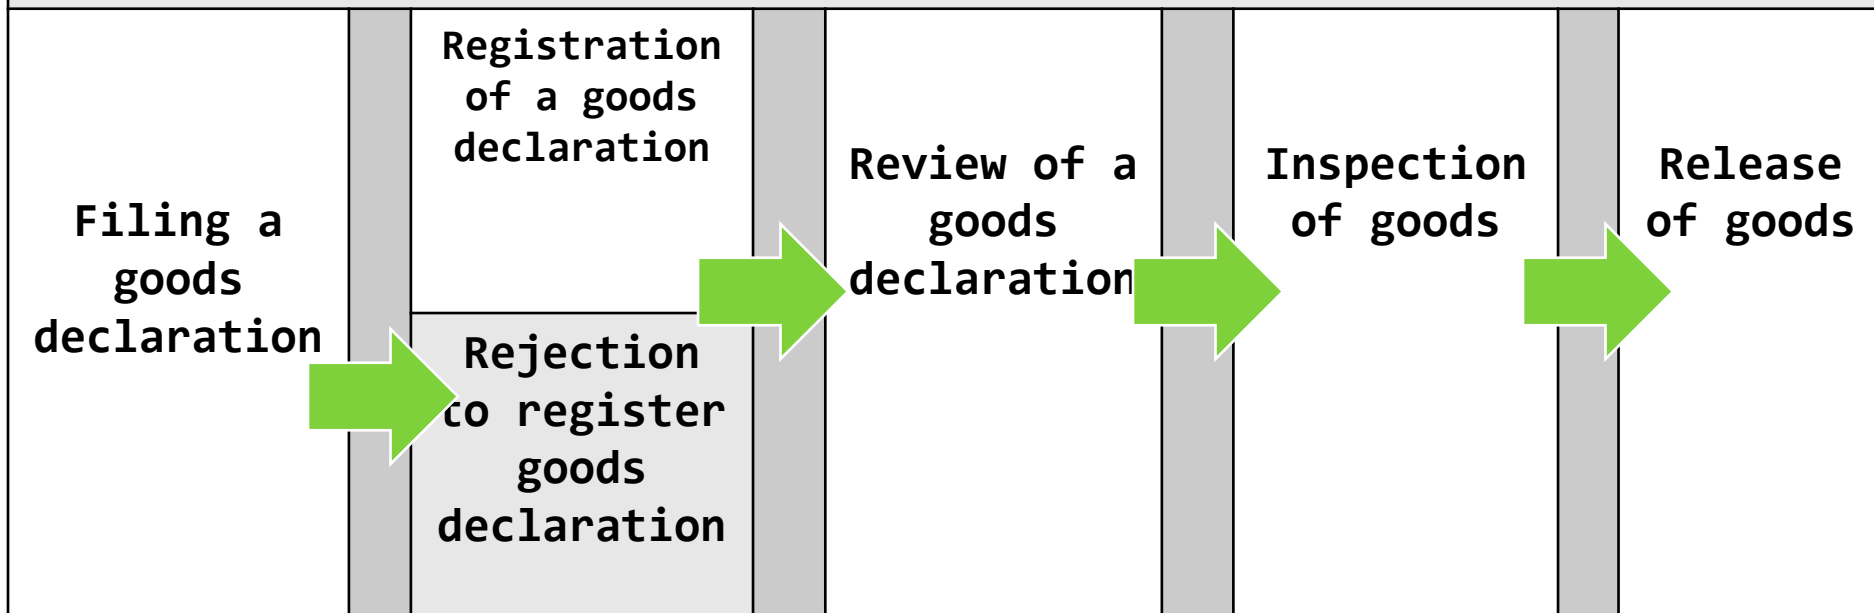 Filing a
goods
declaration
Registration
of a goods
declaration
Rejection
to register
goods
declaration
Review of a
goods
declaration
Inspection
of goods
Release
of goods